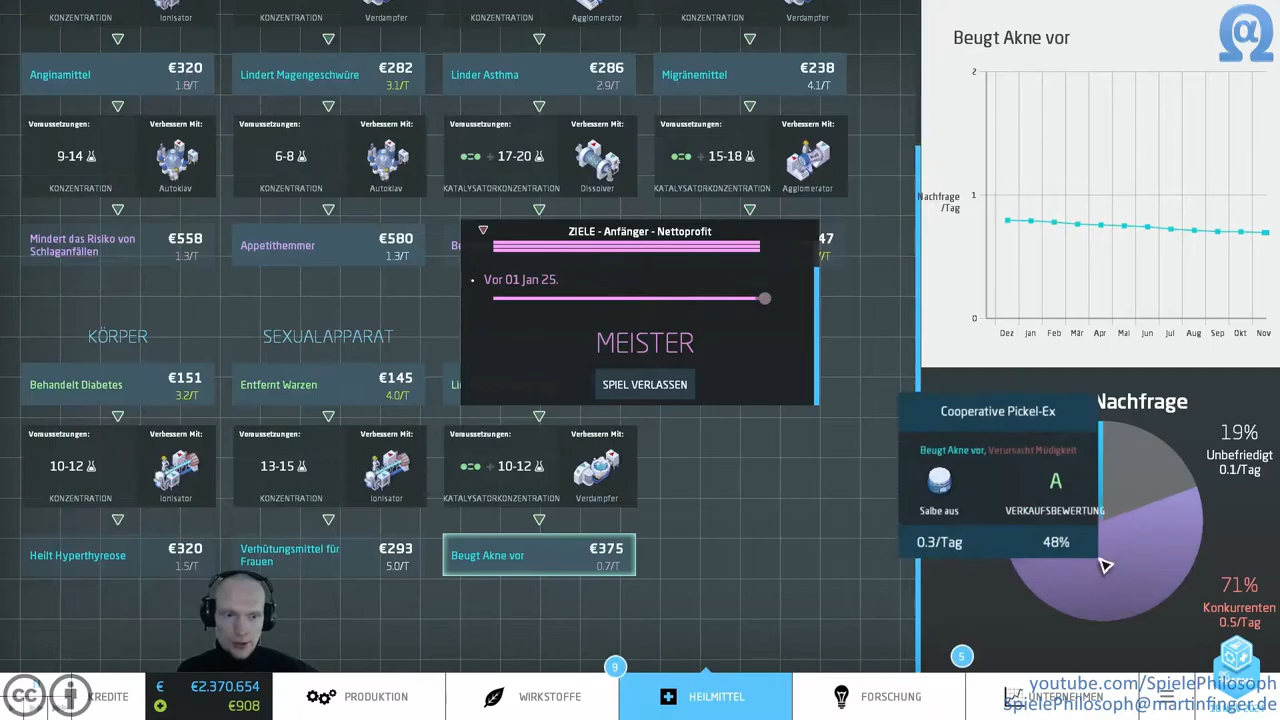 Ionisator
Verdampfer
Agglomerator
Verdampfer
KONZENTRATION
KONZENTRATION
KONZENTRATION
KONZENTRATION
Anginamittel
€320
1.8/T
Lindert Magengeschwüre
€282
3.1/T
Linder Asthma
€286
2.9/T
Migränemittel
€238
4.1/T
Voraussetzungen:
Verbessern Mit:
9-14
KONZENTRATION
Autoklav
Voraussetzungen:
Verbessern Mit:
6-8
KONZENTRATION
Autoklav
Voraussetzungen:
Verbessern Mit:
+ 17-20
KATALYSATORKONZENTRATION
Dissolver
Voraussetzungen:
Verbessern Mit:
+ 15-18
KATALYSATORKONZENTRATION
Agglomerator
Mindert das Risiko von
Schlaganfällen
€558
1.3/T
Appetithemmer
€580
1.3/T
47
/T
ZIELE - Anfänger - Nettoprofit
• Vor 01 Jan 25.
MEISTER
SPIEL VERLASSEN
KÖRPER
SEXUALAPPARAT
Behandelt Diabetes
€151
3.2/T
Entfernt Warzen
€145
4.0/T
Voraussetzungen:
Verbessern Mit:
10-12
KONZENTRATION
Ionisator
Voraussetzungen:
Verbessern Mit:
13-15
KONZENTRATION
Ionisator
Voraussetzungen:
Verbessern Mit:
+ 10-12
KATALYSATORKONZENTRATION
Verdampfer
Heilt Hyperthyreose
€320
1.5/T
Verhütungsmittel für
Frauen
€293
5.0/T
Beugt Akne vor
€375
0.7/T
Beugt Akne vor
α
2
1
0
Nachfrage
/Tag
Dez Jan Feb Mär Apr Mai Jun Jul Aug Sep Okt Nov
Nachfrage
19%
Unbefriedigt
0.1/Tag
71%
Konkurrenten
0.5/Tag
Cooperative Pickel-Ex
Beugt Akne vor, Verursacht Müdigkeit
A
Salbe aus
VERKAUFSBEWERTUNG
0.3/Tag
48%
9
5
cc
KREDITE
€
€2.370.654
€908
PRODUKTION
WIRKSTOFFE
HEILMITTEL
FORSCHUNG
UNTERNEHMEN
youtube.com/SpielePhilosoph
SpielePhilosoph@martinfinger.de